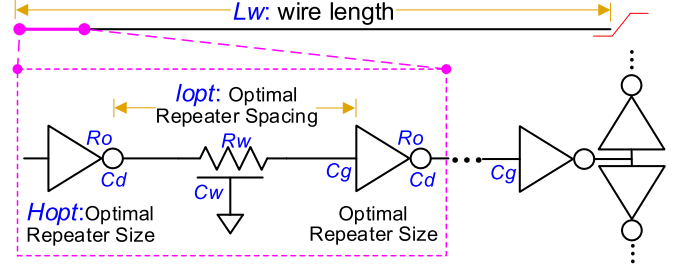 Lw: wire length
lopt: Optimal
Repeater Spacing
Ro
Rw
Ro
Cd
Cw
Cg
Cd
Cg
Hopt:Optimal
Repeater Size
Optimal
Repeater Size